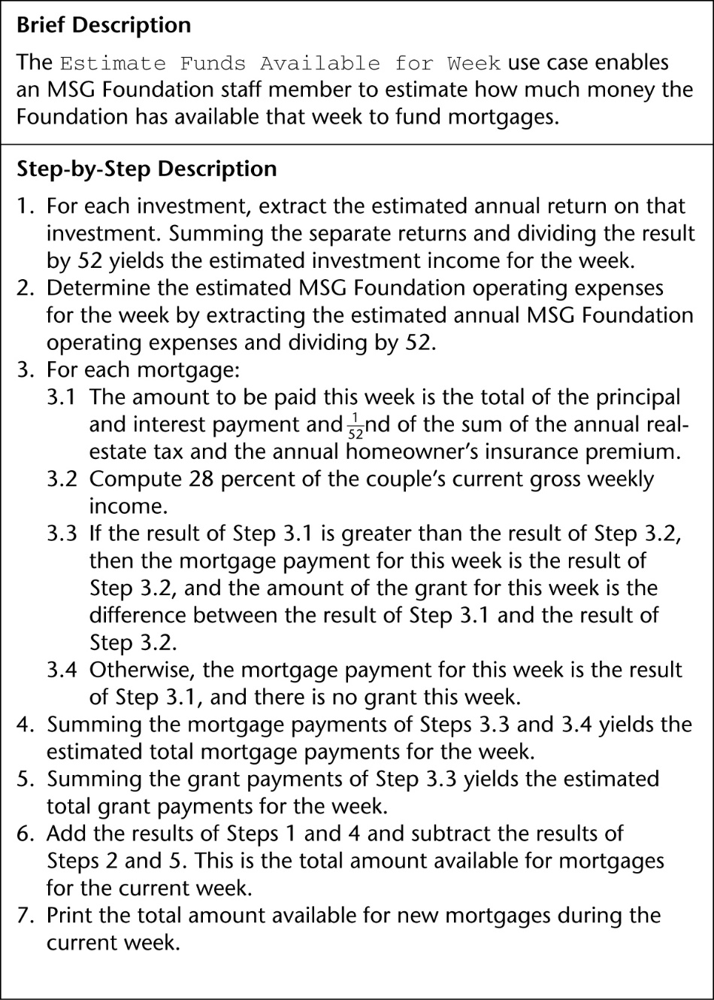 Brief Description
The Estimate Funds Available for Week use case enables
an MSG Foundation staff member to estimate how much money the
Foundation has available that week to fund mortgages.
Step-by-Step Description
1. For each investment, extract the estimated annual return on that
investment. Summing the separate returns and dividing the result
by 52 yields the estimated investment income for the week.
2. Determine the estimated MSG Foundation operating expenses
for the week by extracting the estimated annual MSG Foundation
operating expenses and dividing by 52.
3. For each mortgage:
3.1 The amount to be paid this week is the total of the principal
and interest payment and 1/52nd of the sum of the annual real-
estate tax and the annual homeowner’s insurance premium.
3.2 Compute 28 percent of the couple’s current gross weekly
income.
3.3 If the result of Step 3.1 is greater than the result of Step 3.2,
then the mortgage payment for this week is the result of
Step 3.2, and the amount of the grant for this week is the
difference between the result of Step 3.1 and the result of
Step 3.2.
3.4 Otherwise, the mortgage payment for this week is the result
of Step 3.1, and there is no grant this week.
4. Summing the mortgage payments of Steps 3.3 and 3.4 yields the
estimated total mortgage payments for the week.
5. Summing the grant payments of Step 3.3 yields the estimated
total grant payments for the week.
6. Add the results of Steps 1 and 4 and subtract the results of
Steps 2 and 5. This is the total amount available for mortgages
for the current week.
7. Print the total amount available for new mortgages during the
current week.